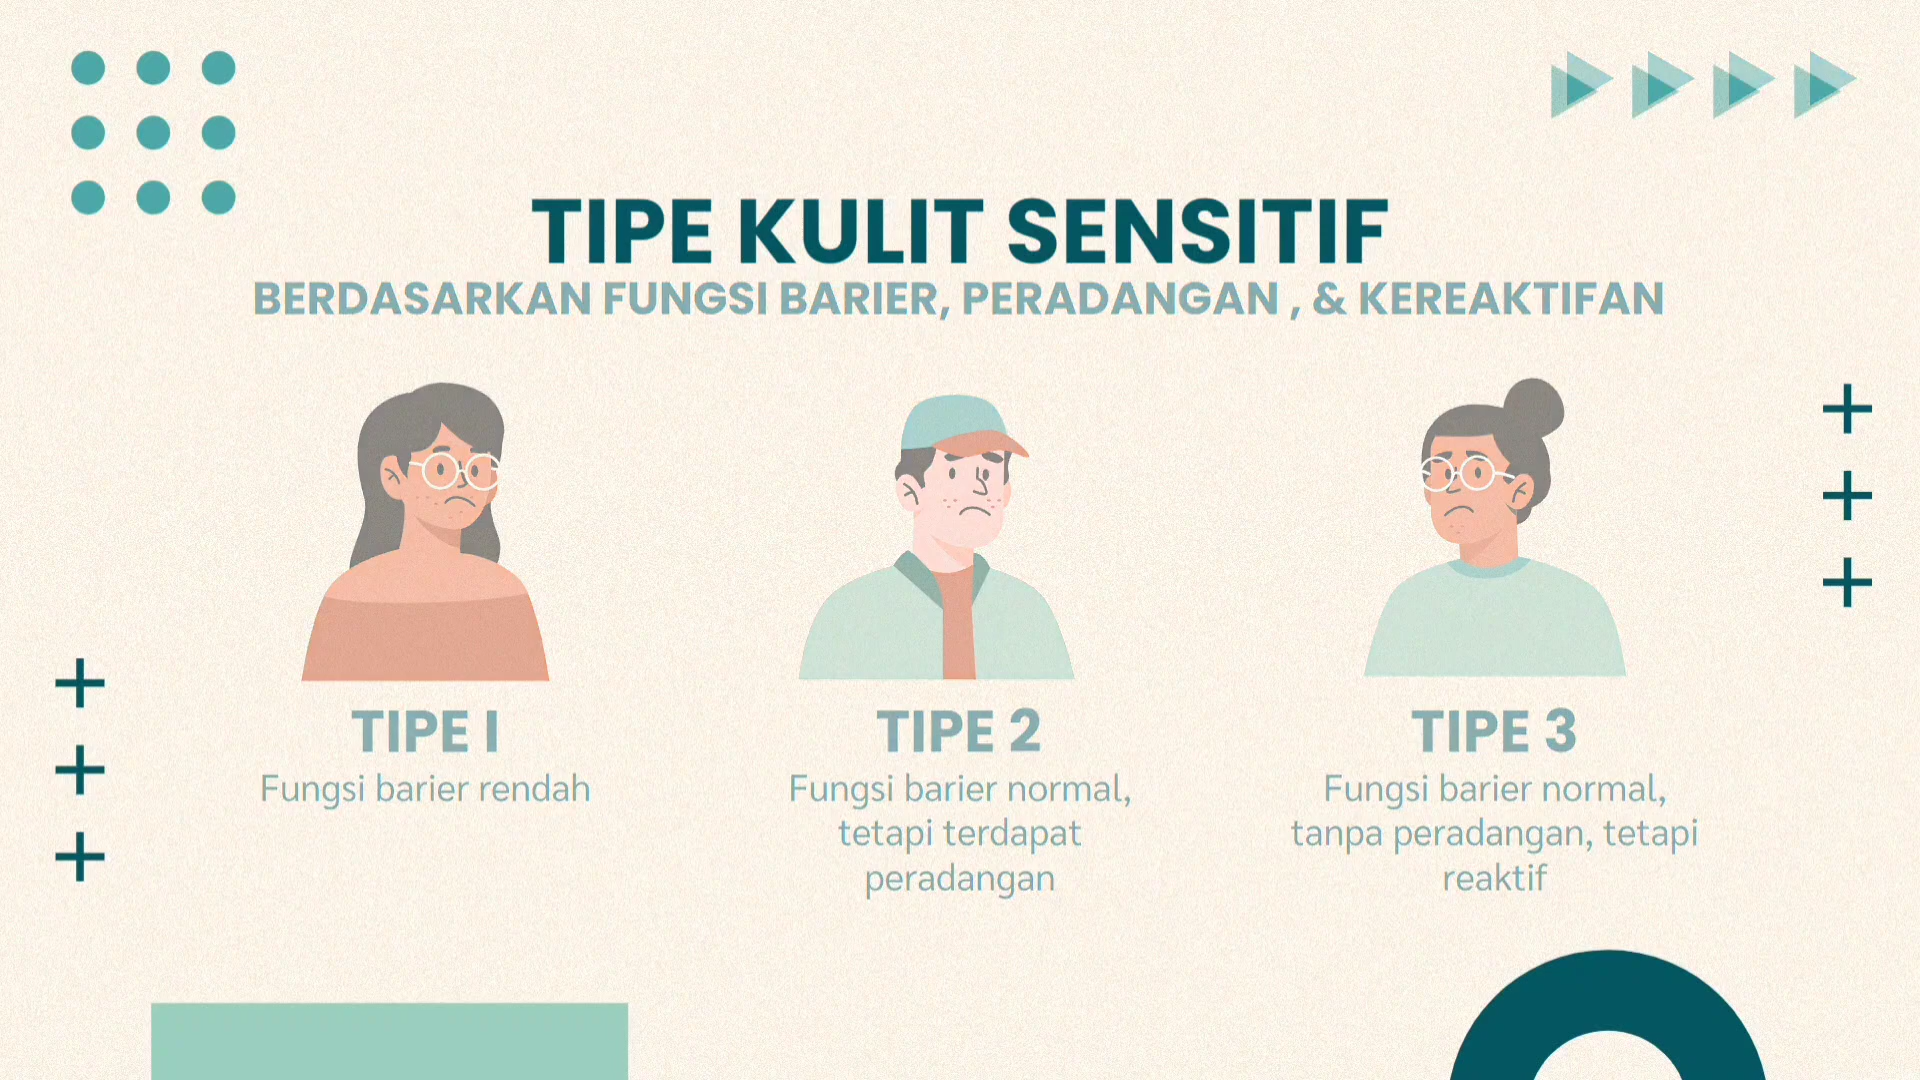 TIPE KULIT SENSITIF
BERDASARKAN FUNGSI BARIER, PERADANGAN , & KEREAKTIFAN
TIPE 1
Fungsi barier rendah
TIPE 2
Fungsi barier normal,
tetapi terdapat
peradangan
TIPE 3
Fungsi barier normal,
tanpa peradangan, tetapi
reaktif